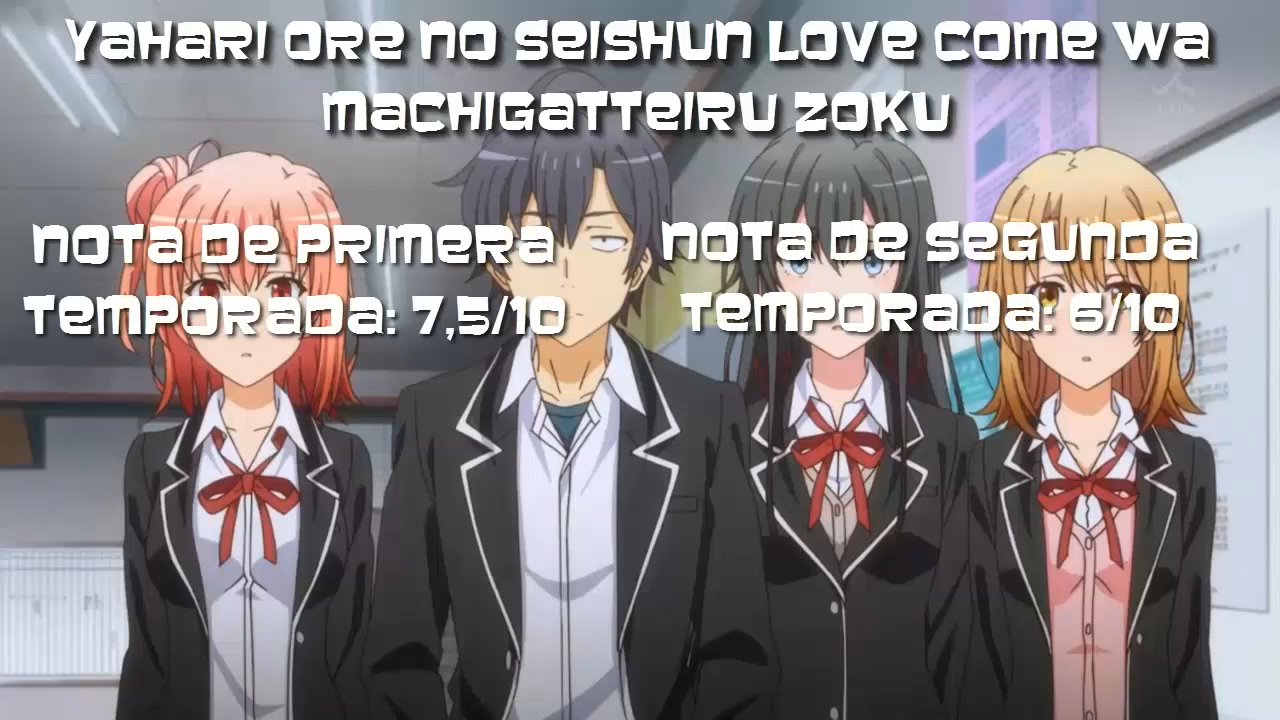 YAHARI ORE NO SEISHUN LOVE COME WA
MACHIGATTEIRU ZOKU
NOTA DE PRIMERA
TEMPORADA: 7,5/10
NOTA DE SEGUNDA
TEMPORADA: 6/10